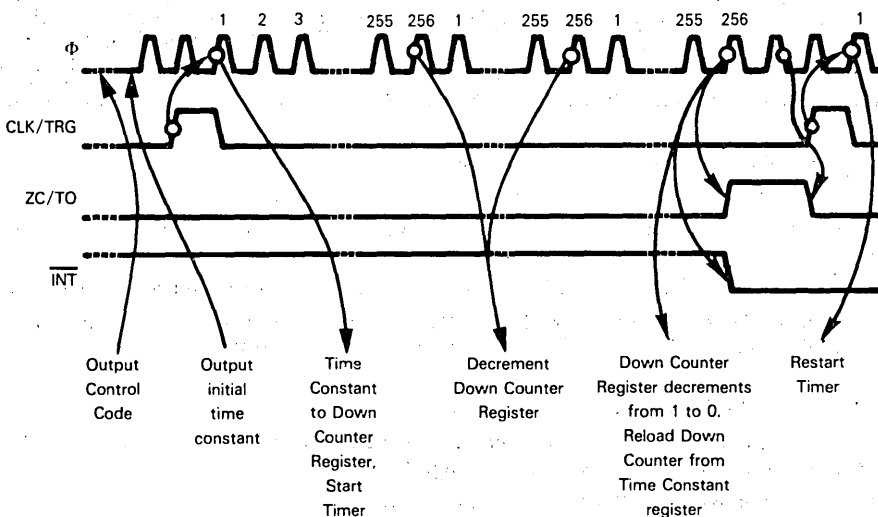 1 2 3 255 256 1 255 256 1 255 256 1
Φ
CLK/TRG
ZC/TO
INT
Output
Control
Code
Output
initial
time
constant
Time
Constant
to Down
Counter
Register,
Start
Timer
Decrement
Down Counter
Register
Down Counter
Register decrements
from 1 to 0.
Reload Down
Counter from
Time Constant
register
Restart
Timer